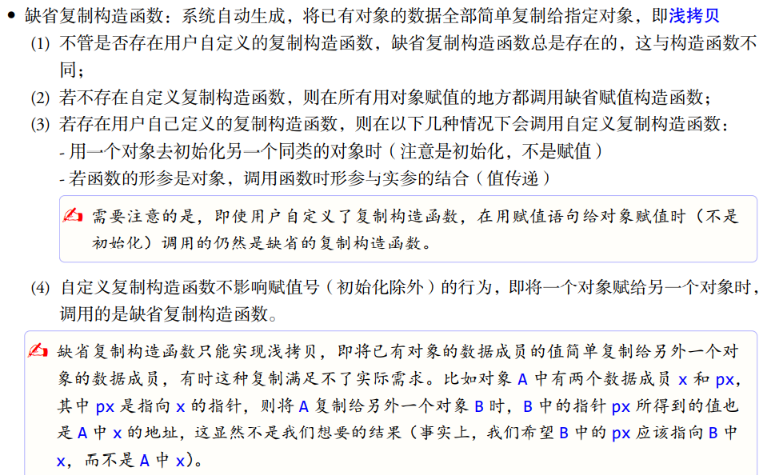 • 缺省复制构造函数：系统自动生成，将已有对象的数据全部简单复制给指定对象，即浅拷贝
(1) 不管是否存在用户自定义的复制构造函数，缺省复制构造函数总是存在的，这与构造函数不
同；
(2) 若不存在自定义复制构造函数，则在所有用对象赋值的地方都调用缺省赋值构造函数；
(3) 若存在用户自己定义的复制构造函数，则在以下几种情况下会调用自定义复制构造函数：
- 用一个对象去初始化另一个同类的对象时（注意是初始化，不是赋值）
- 若函数的形参是对象，调用函数时形参与实参的结合（值传递）
✍ 需要注意的是，即使用户自定义了复制构造函数，在用赋值语句给对象赋值时（不是
初始化）调用的仍然是缺省的复制构造函数。
(4) 自定义复制构造函数不影响赋值号（初始化除外）的行为，即将一个对象赋给另一个对象时，
调用的是缺省复制构造函数。
✍ 缺省复制构造函数只能实现浅拷贝，即将已有对象的数据成员的值简单复制给另外一个对
象的数据成员，有时这种复制满足不了实际需求。比如对象 A 中有两个数据成员 x 和 px，
其中 px 是指向 x 的指针，则将 A 复制给另外一个对象 B 时，B 中的指针 px 所得到的值也
是 A 中 x 的地址，这显然不是我们想要的结果（事实上，我们希望 B 中的 px 应该指向 B 中
x，而不是 A 中 x）。